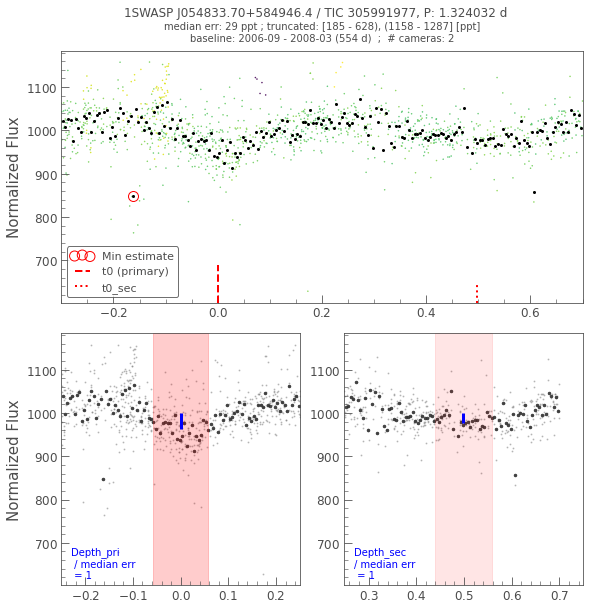 1SWASP J054833.70+584946.4 / TIC 305991977, P: 1.324032 d
median err: 29 ppt ; truncated: [185 - 628), (1158 - 1287] [ppt]
baseline: 2006-09 - 2008-03 (554 d)  ;  # cameras: 2
Normalized Flux
1100
1000
900
800
700
Min estimate
t0 (primary)
t0_sec
−0.2
0.0
0.2
0.4
0.6
Normalized Flux
1100
1000
900
800
700
Depth_pri
/ median err
= 1
−0.2
−0.1
0.0
0.1
0.2
1100
1000
900
800
700
Depth_sec
/ median err
= 1
0.3
0.4
0.5
0.6
0.7